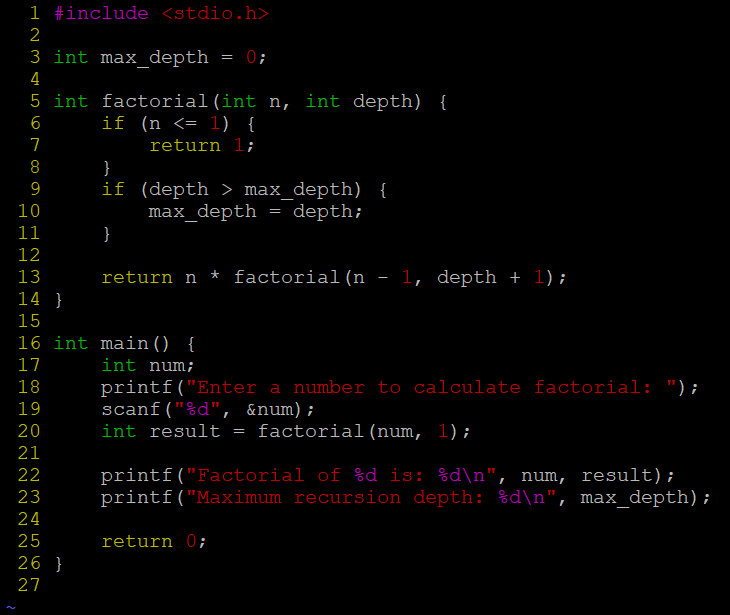 1 #include <stdio.h>
2
3 int max_depth = 0;
4
5 int factorial(int n, int depth) {
6     if (n <= 1) {
7         return 1;
8     }
9     if (depth > max_depth) {
10         max_depth = depth;
11     }
12
13     return n * factorial(n - 1, depth + 1);
14 }
15
16 int main() {
17     int num;
18     printf("Enter a number to calculate factorial: ");
19     scanf("%d", &num);
20     int result = factorial(num, 1);
21
22     printf("Factorial of %d is: %d\n", num, result);
23     printf("Maximum recursion depth: %d\n", max_depth);
24
25     return 0;
26 }
27
~